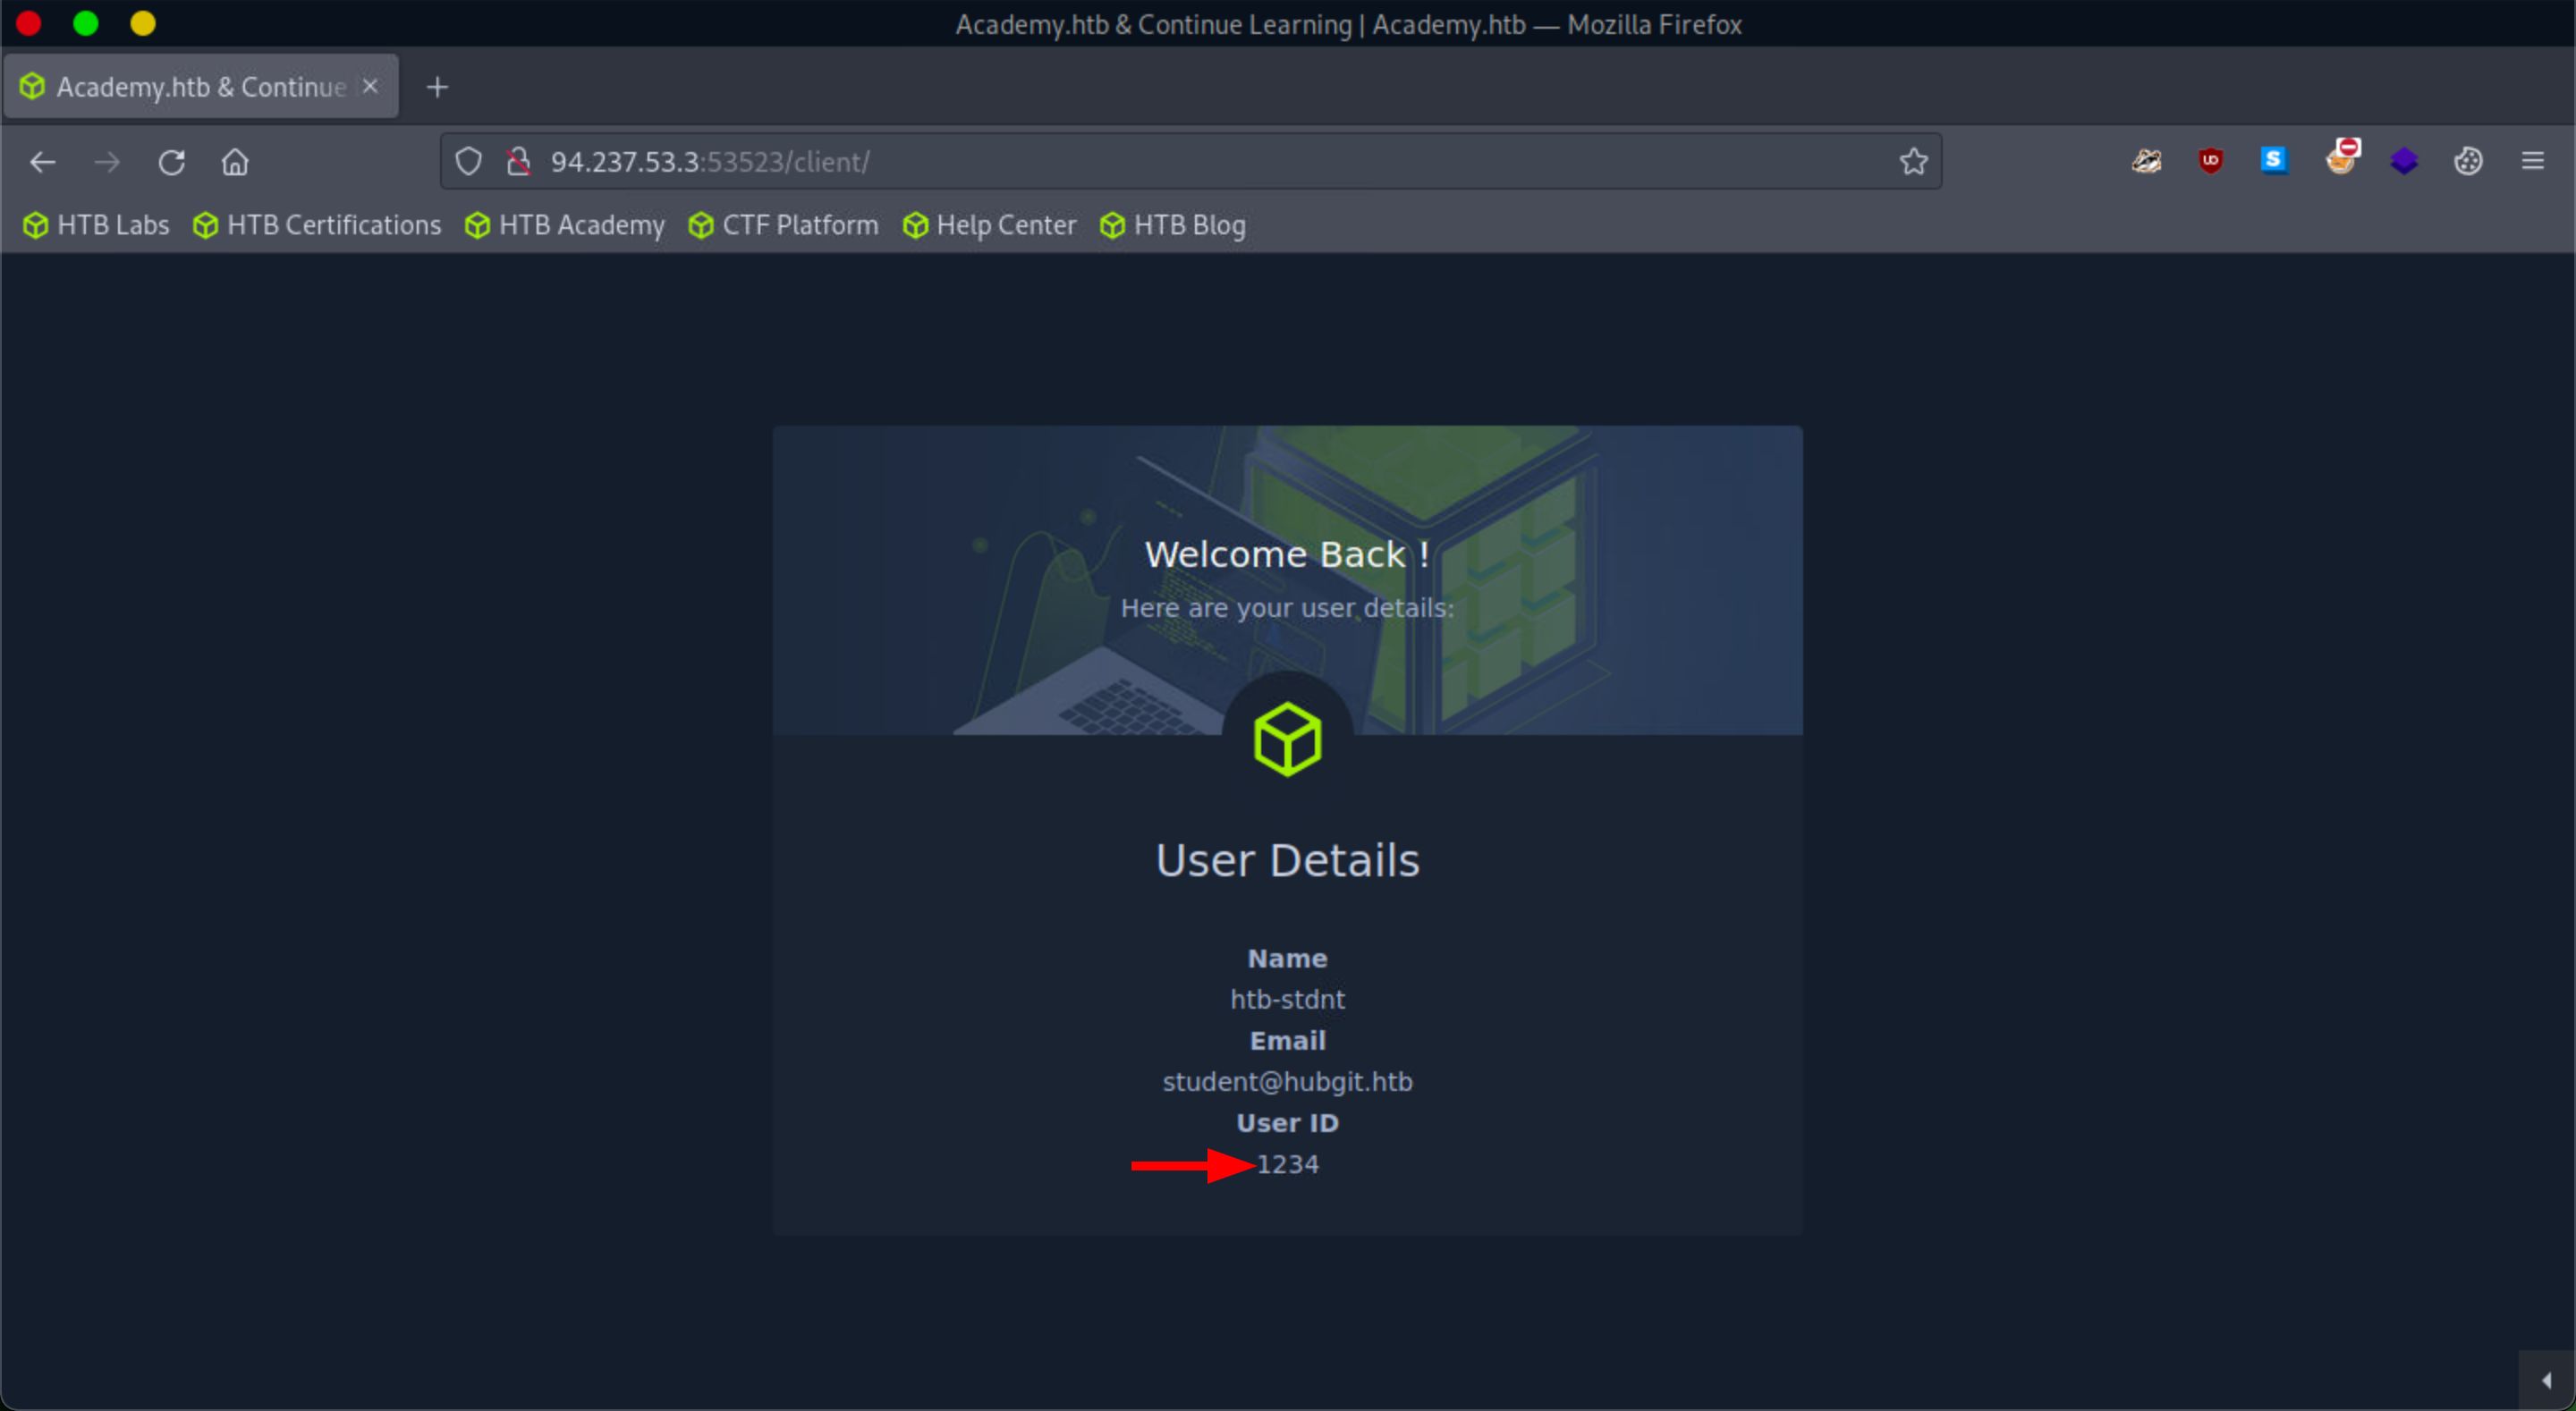 Academy.htb & Continue Learning | Academy.htb — Mozilla Firefox
Academy.htb & Continue
94.237.53.3:53523/client/
HTB Labs HTB Certifications HTB Academy CTF Platform Help Center HTB Blog
Welcome Back !
Here are your user details:
User Details
Name
htb-stdnt
Email
student@hubgit.htb
User ID
1234